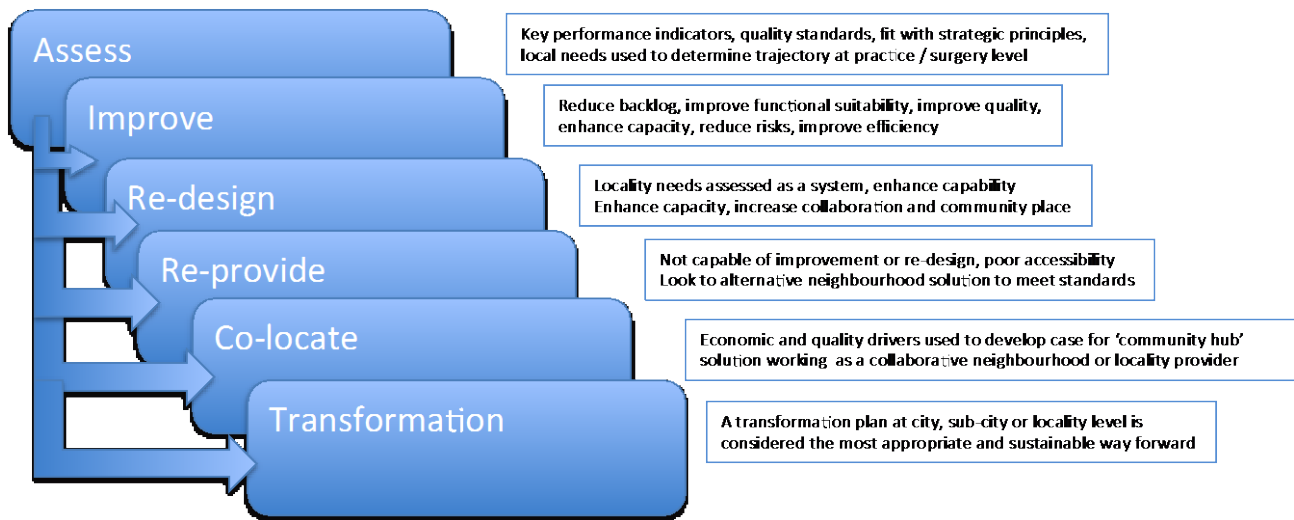 Assess
Key performance indicators, quality standards, fit with strategic principles,
local needs used to determine trajectory at practice / surgery level
Improve
Reduce backlog, improve functional suitability, improve quality,
enhance capacity, reduce risks, improve efficiency
Re-design
Locality needs assessed as a system, enhance capability
Enhance capacity, increase collaboration and community place
Re-provide
Not capable of improvement or re-design, poor accessibility
Look to alternative neighbourhood solution to meet standards
Co-locate
Economic and quality drivers used to develop case for ‘community hub’
solution working as a collaborative neighbourhood or locality provider
Transformation
A transformation plan at city, sub-city or locality level is
considered the most appropriate and sustainable way forward